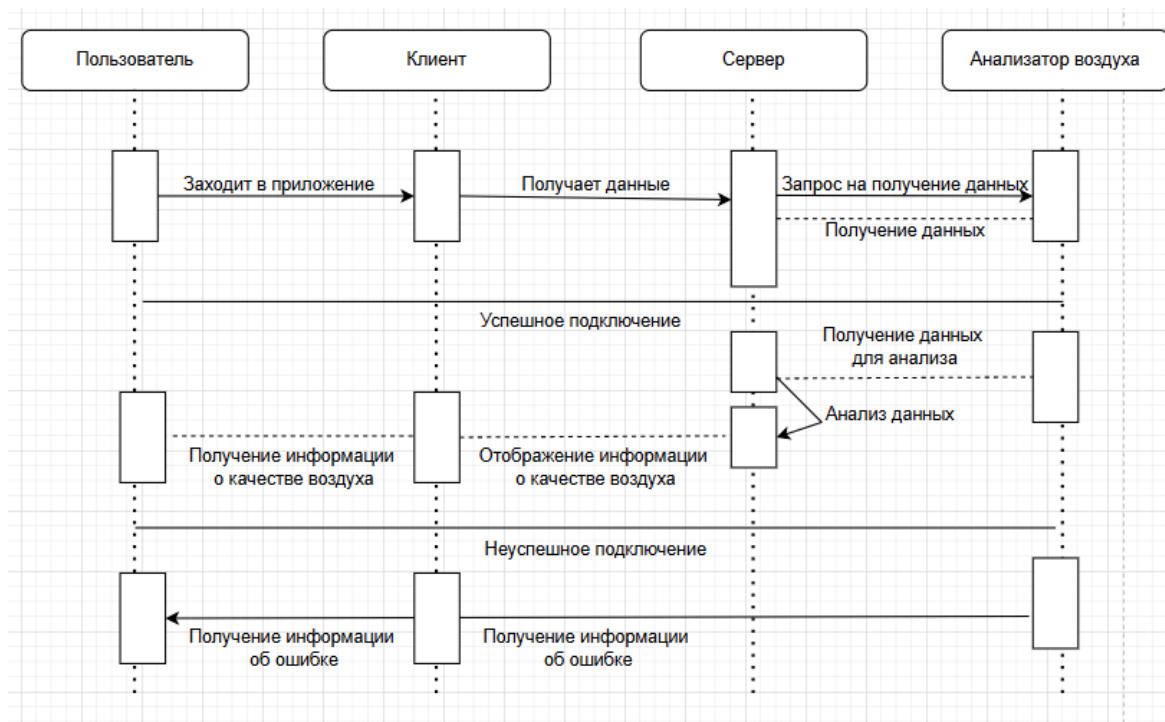 Пользователь
Клиент
Сервер
Анализатор воздуха
Заходит в приложение
Получает данные
Запрос на получение данных
Получение данных
Успешное подключение
Получение данных
для анализа
Анализ данных
Получение информации
о качестве воздуха
Отображение информации
о качестве воздуха
Неуспешное подключение
Получение информации
об ошибке
Получение информации
об ошибке